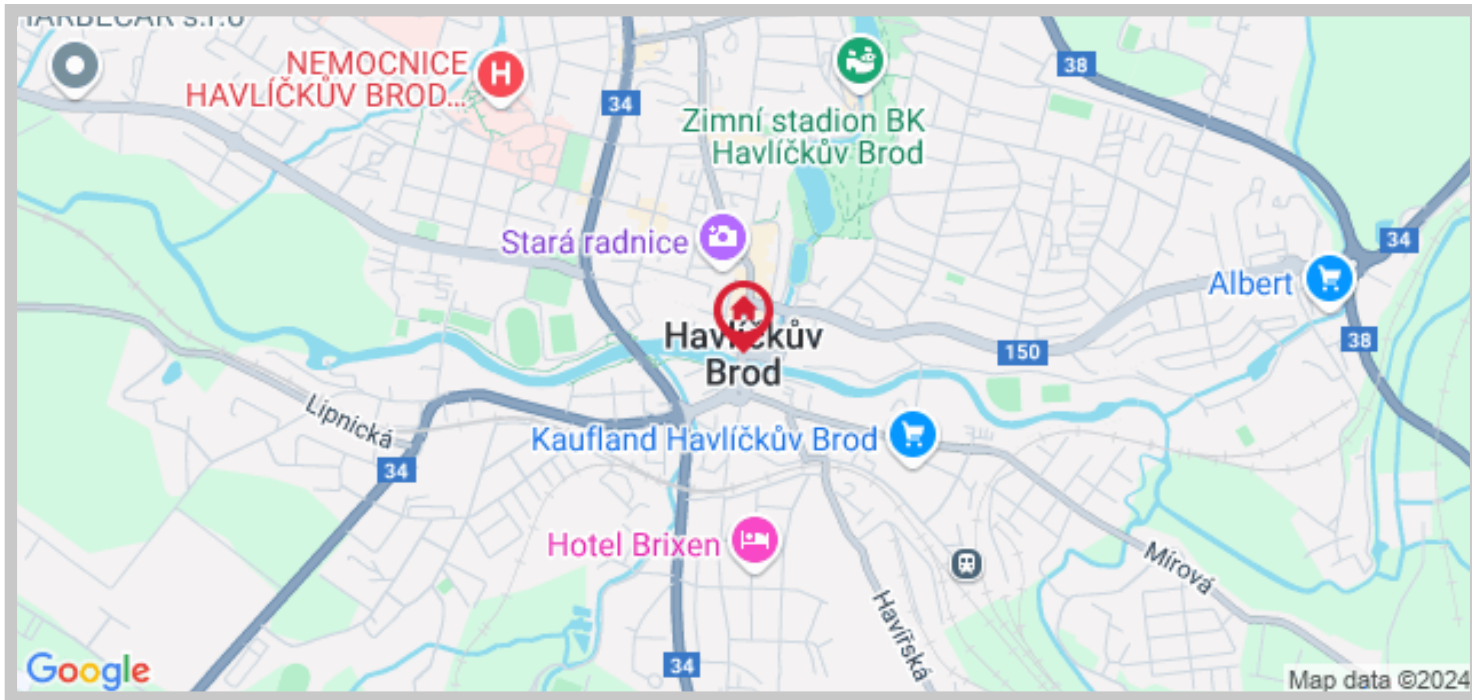 NEMOCNICE
HAVLÍČKŮV BROD...
38
34
Zimní stadion BK
Havlíčkův Brod
Stará radnice
34
Albert
Havlíčkův
Brod
150
38
Lipnická
Kaufland Havlíčkův Brod
34
Hotel Brixen
Mírová
Havířská
34
Google
Map data ©2024